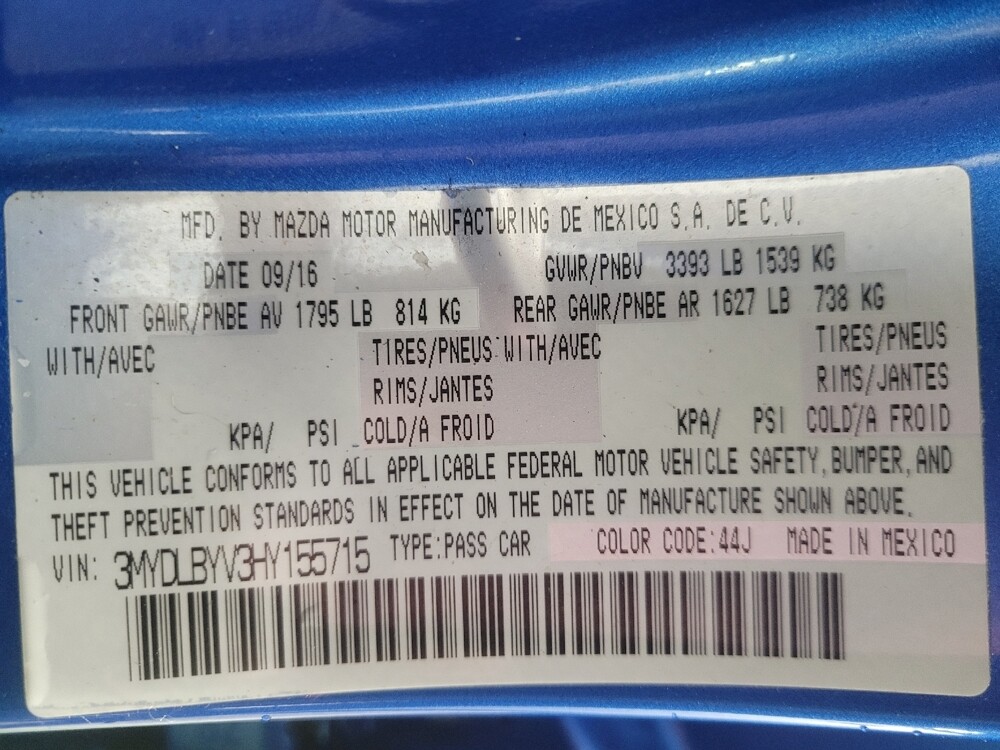 MFD. BY MAZDA MOTOR MANUFACTURING DE MEXICO S.A. DE C.V.
DATE 09/16 GVWR/PNBV 3393 LB 1539 KG
FRONT GAWR/PNBE AV 1795 LB 814 KG REAR GAWR/PNBE AR 1627 LB 738 KG
WITH/AVEC TIRES/PNEUS WITH/AVEC TIRES/PNEUS
RIMS/JANTES RIMS/JANTES
KPA/ PSI COLD/A FROID KPA/ PSI COLD/A FROID
THIS VEHICLE CONFORMS TO ALL APPLICABLE FEDERAL MOTOR VEHICLE SAFETY, BUMPER, AND
THEFT PREVENTION STANDARDS IN EFFECT ON THE DATE OF MANUFACTURE SHOWN ABOVE.
VIN: 3MYDLBYV3HY155715 TYPE:PASS CAR COLOR CODE:44J MADE IN MEXICO